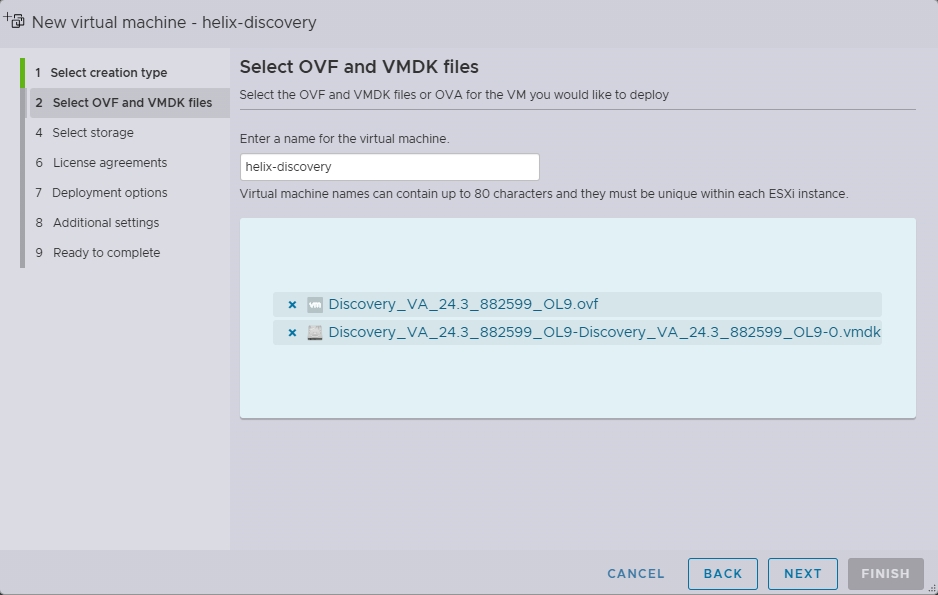 New virtual machine - helix-discovery
1 Select creation type
2 Select OVF and VMDK files
4 Select storage
6 License agreements
7 Deployment options
8 Additional settings
9 Ready to complete
Select OVF and VMDK files
Select the OVF and VMDK files or OVA for the VM you would like to deploy
Enter a name for the virtual machine.
helix-discovery
Virtual machine names can contain up to 80 characters and they must be unique within each ESXi instance.
× vm Discovery_VA_24.3_882599_OL9.ovf
× Discovery_VA_24.3_882599_OL9-Discovery_VA_24.3_882599_OL9-0.vmdk
CANCEL BACK NEXT FINISH